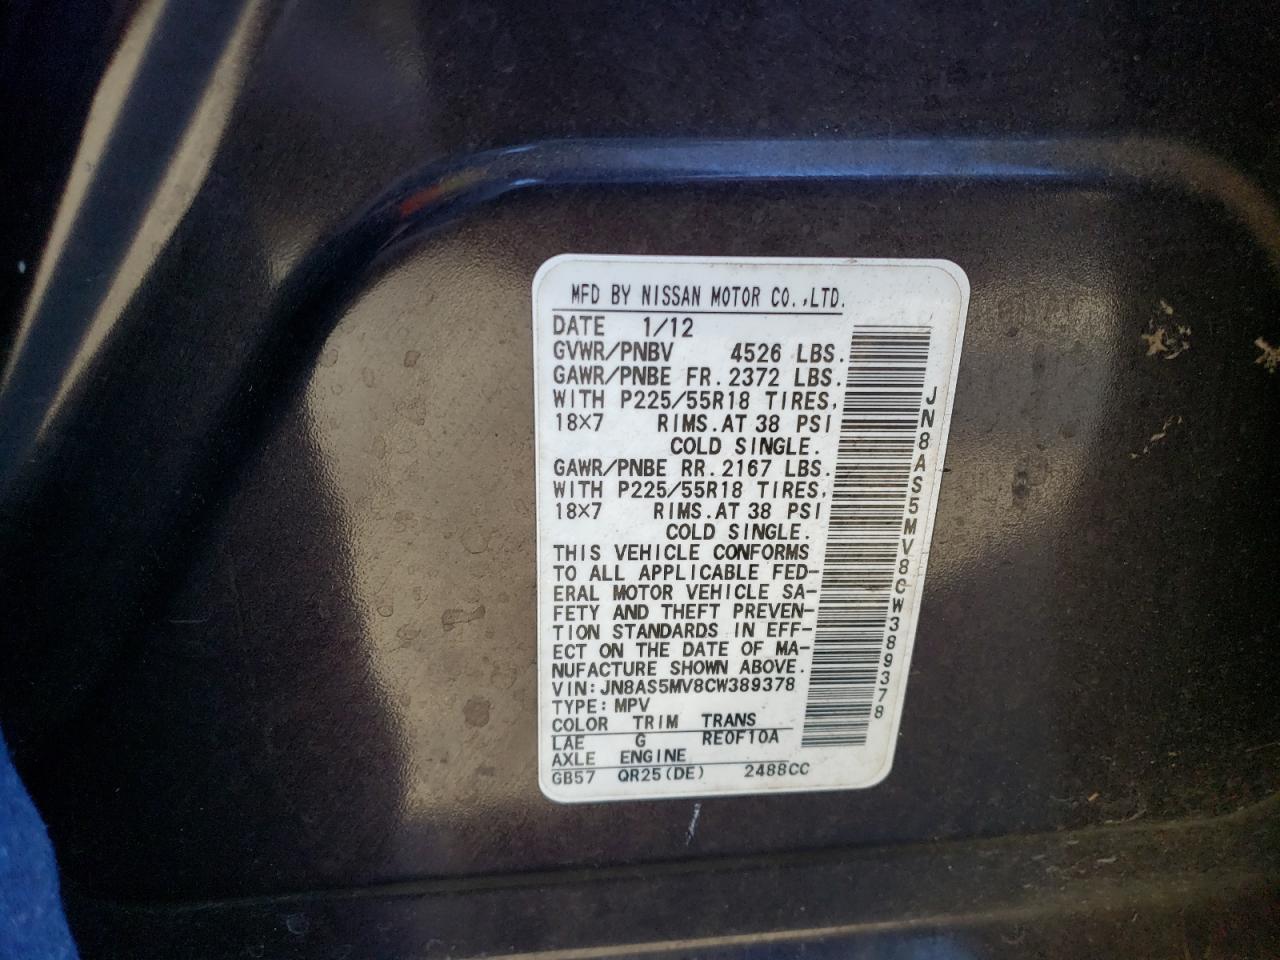 MFD BY NISSAN MOTOR CO.,LTD.
DATE 1/12
GVWR/PNBV 4526 LBS.
GAWR/PNBE FR. 2372 LBS.
WITH P225/55R18 TIRES,
18×7 RIMS. AT 38 PSI
COLD SINGLE.
GAWR/PNBE RR. 2167 LBS.
WITH P225/55R18 TIRES,
18×7 RIMS. AT 38 PSI
COLD SINGLE.
THIS VEHICLE CONFORMS
TO ALL APPLICABLE FED-
ERAL MOTOR VEHICLE SA-
FETY AND THEFT PREVEN-
TION STANDARDS IN EFF-
ECT ON THE DATE OF MA-
NUFACTURE SHOWN ABOVE.
VIN: JN8AS5MV8CW389378
TYPE: MPV
COLOR TRIM TRANS
LAE G RE0F10A
AXLE ENGINE
GB57 QR25(DE) 2488CC
JN8AS5MV8CW389378